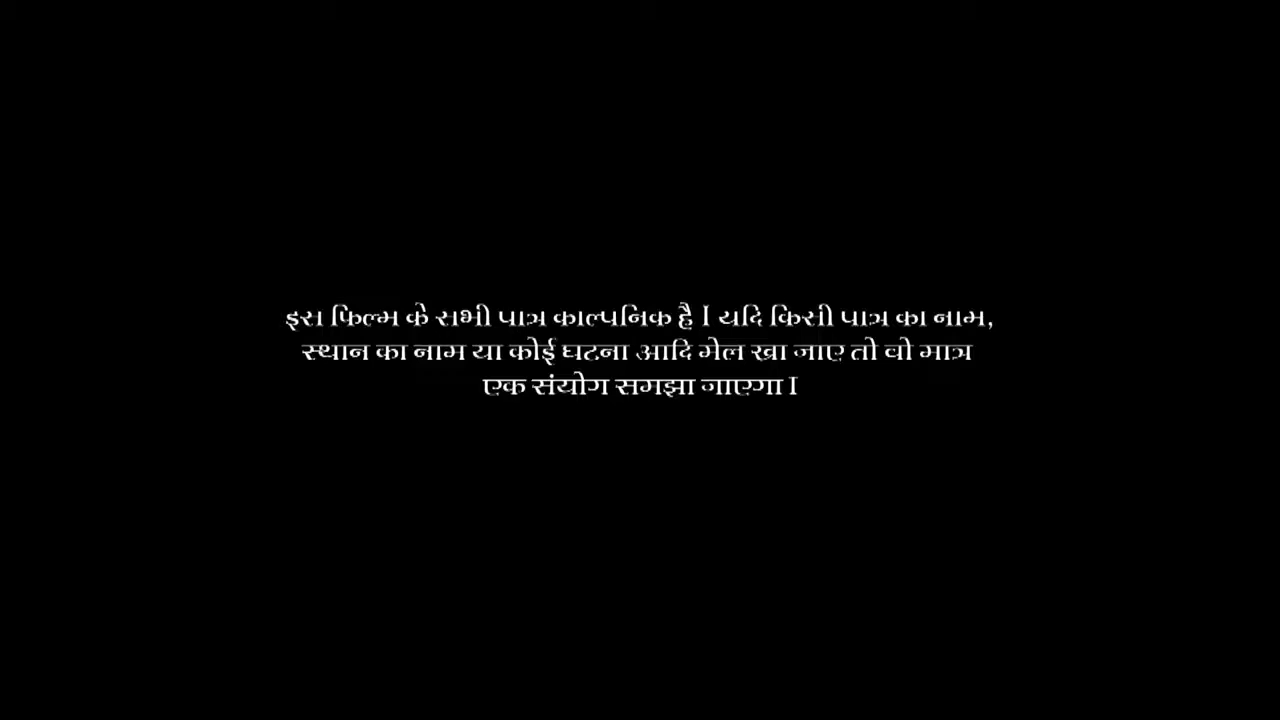 इस फिल्म के सभी पात्र काल्पनिक है I यदि किसी पात्र का नाम,
स्थान का नाम या कोई घटना आदि मेल खा जाए तो वो मात्र
एक संयोग समझा जाएगा I